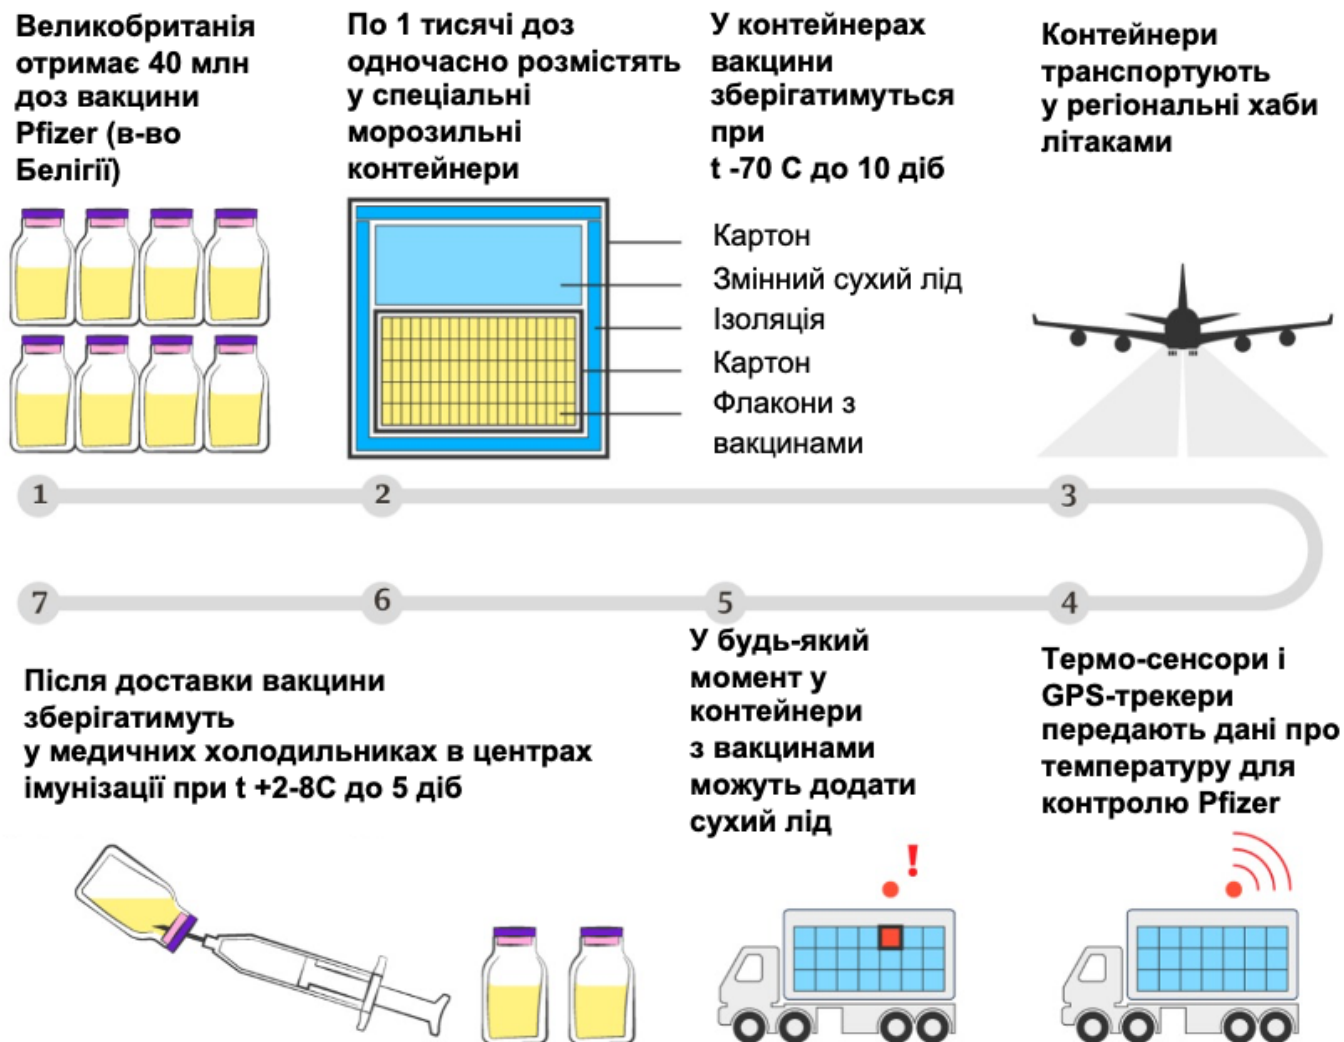 Великобританія
отримає 40 млн
доз вакцини
Pfizer (в-во
Белігії)
По 1 тисячі доз
одночасно розмістять
у спеціальні
морозильні
контейнери
У контейнерах
вакцини
зберігатимуться
при
t -70 C до 10 діб
Контейнери
транспортують
у регіональні хаби
літаками
Картон
Змінний сухий лід
Ізоляція
Картон
Флакони з
вакцинами
1
2
3
4
5
6
7
Термо-сенсори і
GPS-трекери
передають дані про
температуру для
контролю Pfizer
У будь-який
момент у
контейнери
з вакцинами
можуть додати
сухий лід
!
Після доставки вакцини
зберігатимуть
у медичних холодильниках в центрах
імунізації при t +2-8C до 5 діб